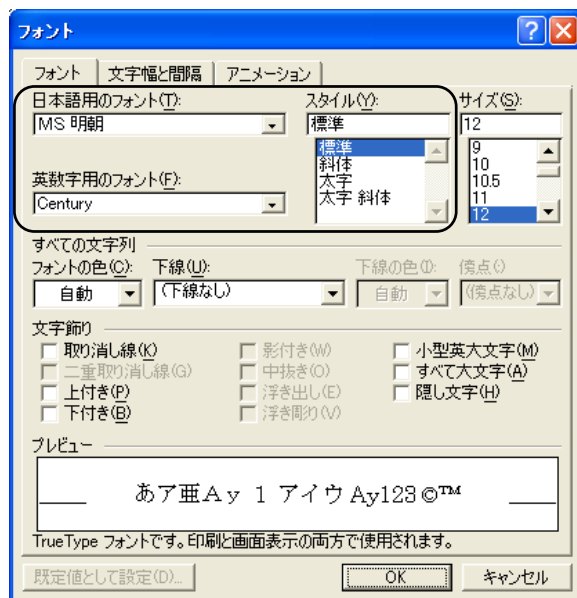 フォント
フォント 文字幅と間隔 アニメーション
日本語用のフォント(T): スタイル(Y): サイズ(S):
MS 明朝 標準 12
標準 9
斜体 10
太字 10.5
太字 斜体 11
12
英数字用のフォント(F):
Century
すべての文字列
フォントの色(C): 下線(U): 下線の色(I): 傍点(·)
自動 (下線なし) 自動 (傍点なし)
文字飾り
取り消し線(K) 影付き(W) 小型英大文字(M)
二重取り消し線(G) 中抜き(O) すべて大文字(A)
上付き(P) 浮き出し(E) 隠し文字(H)
下付き(B) 浮き彫り(V)
プレビュー
あア亜Ay 1 アイウ Ay123©™
TrueType フォントです。印刷と画面表示の両方で使用されます。
既定値として設定(D)... OK キャンセル